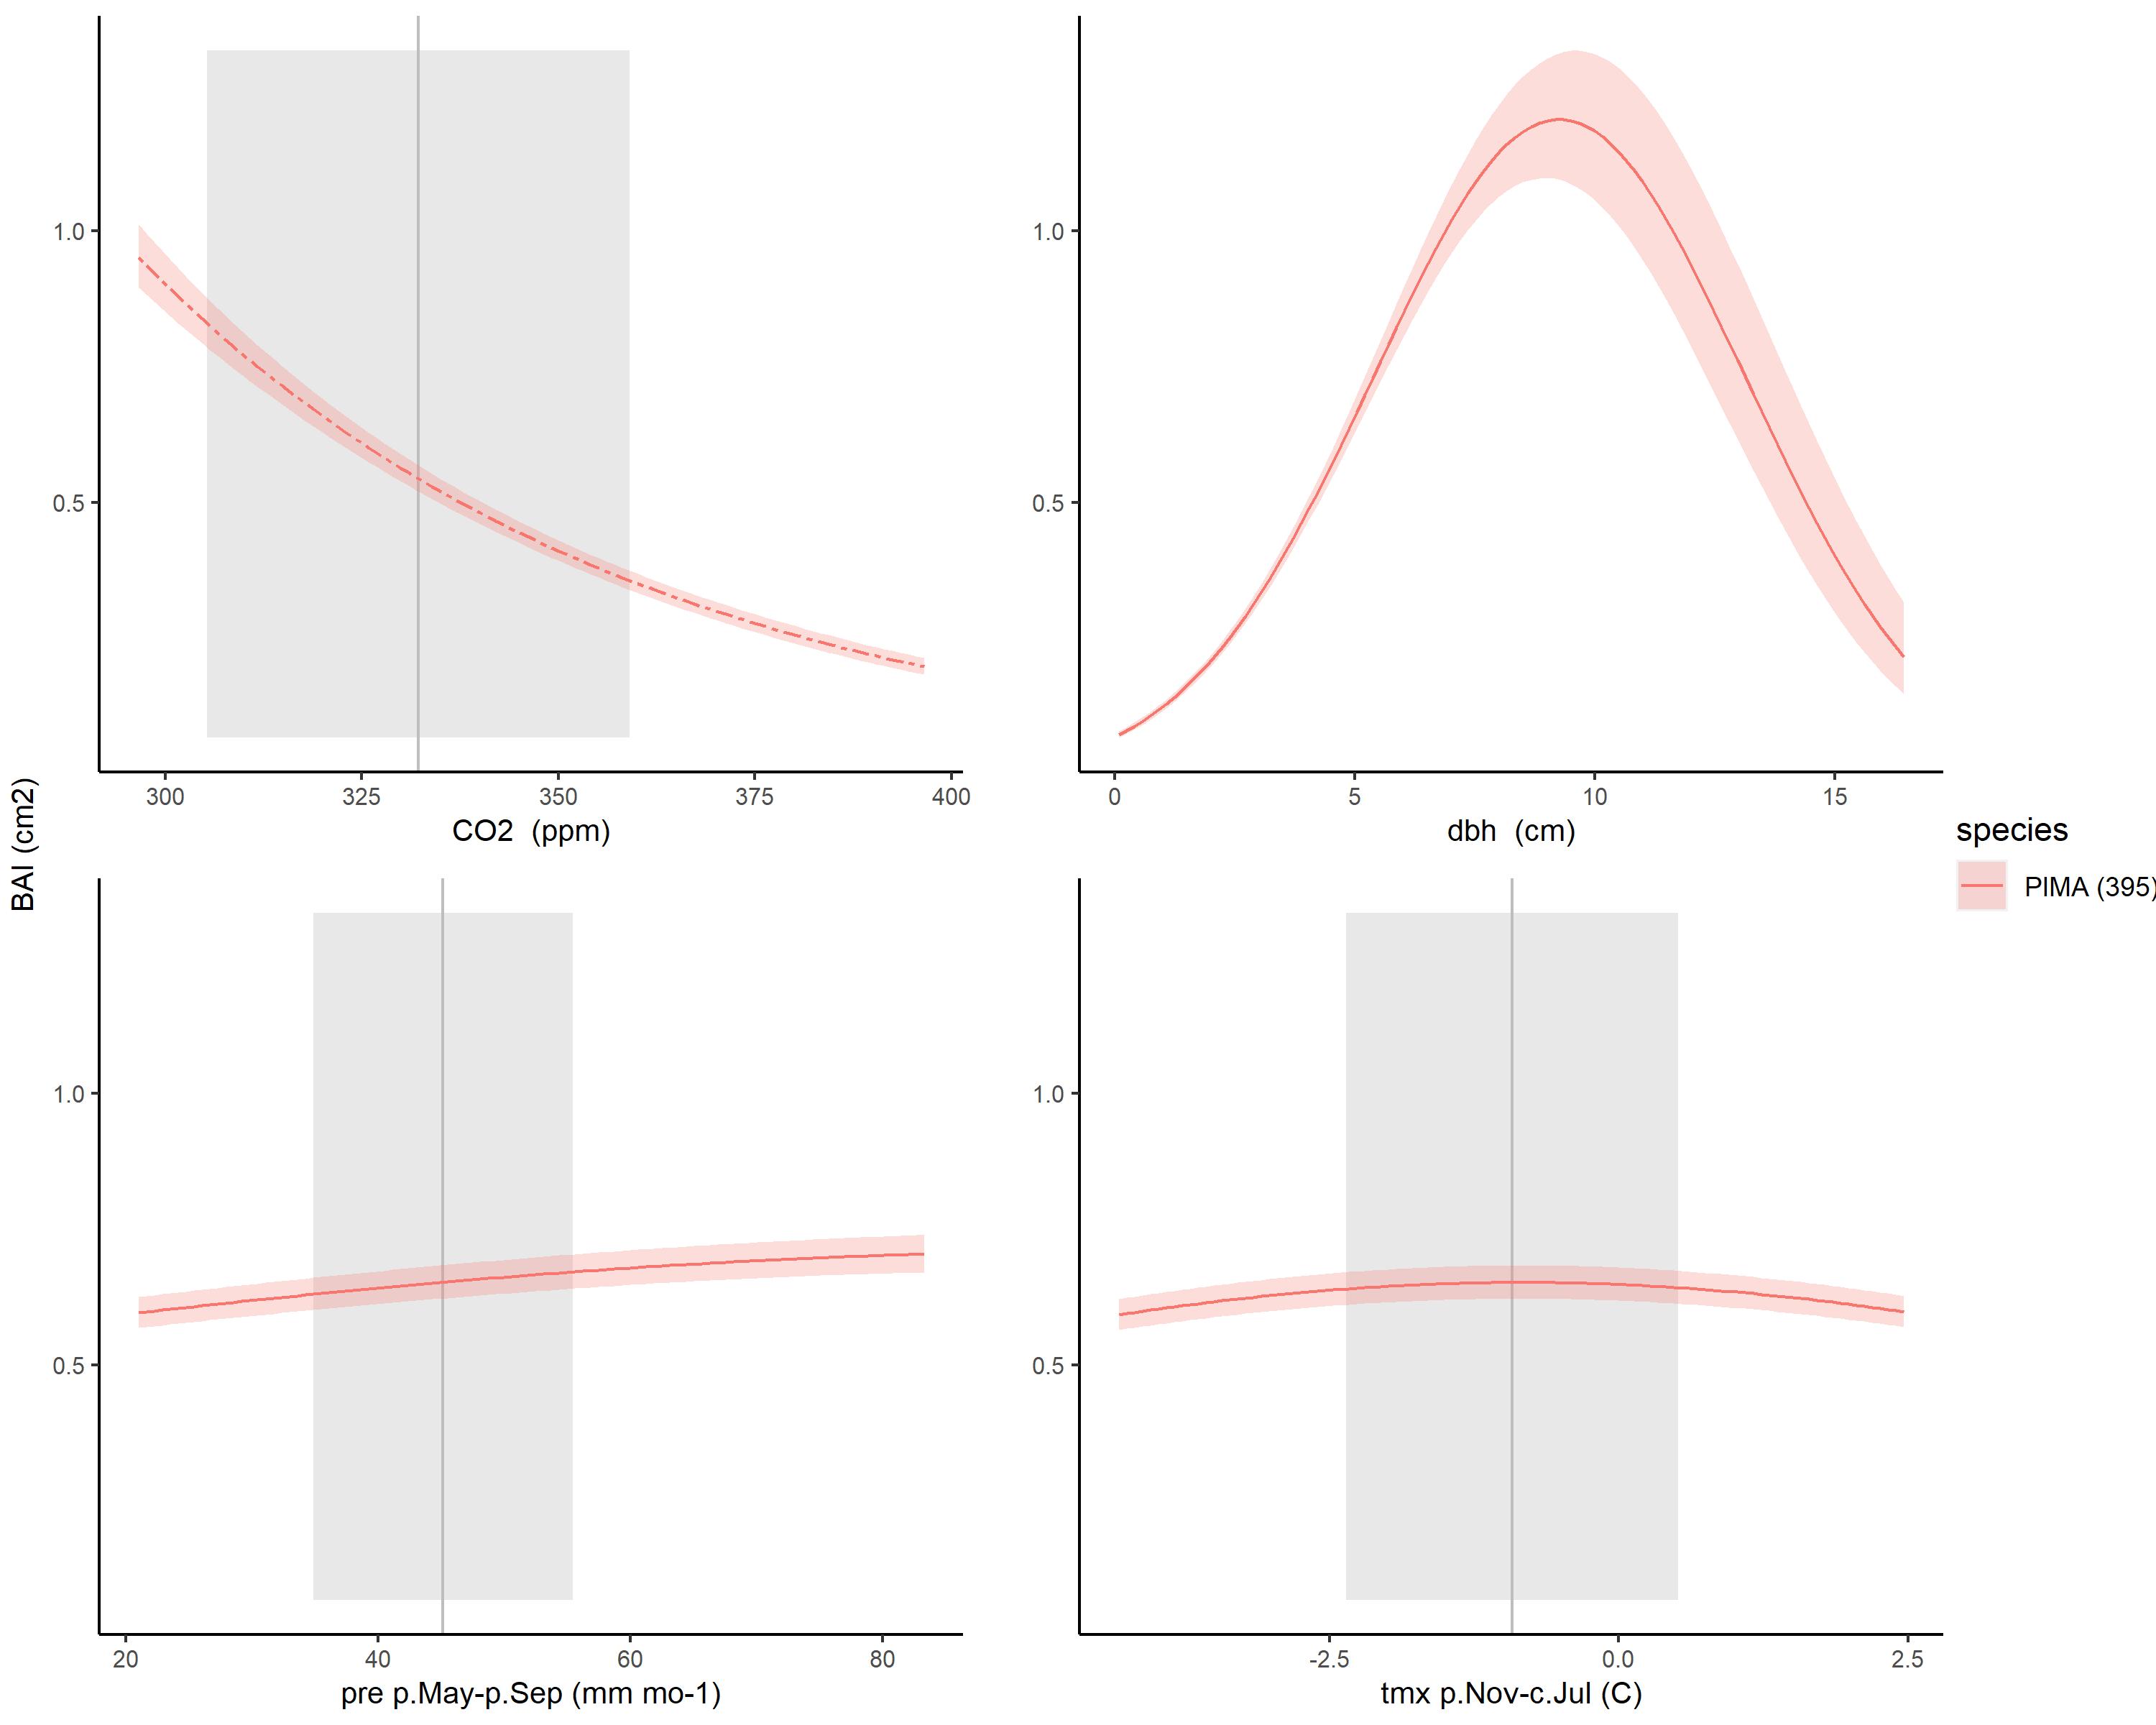 BAI (cm2)
1.0
0.5
300 325 350 375 400
CO2 (ppm)
1.0
0.5
0 5 10 15
dbh (cm)
1.0
0.5
20 40 60 80
pre p.May-p.Sep (mm mo-1)
1.0
0.5
-2.5 0.0 2.5
tmx p.Nov-c.Jul (C)
species
PIMA (395)